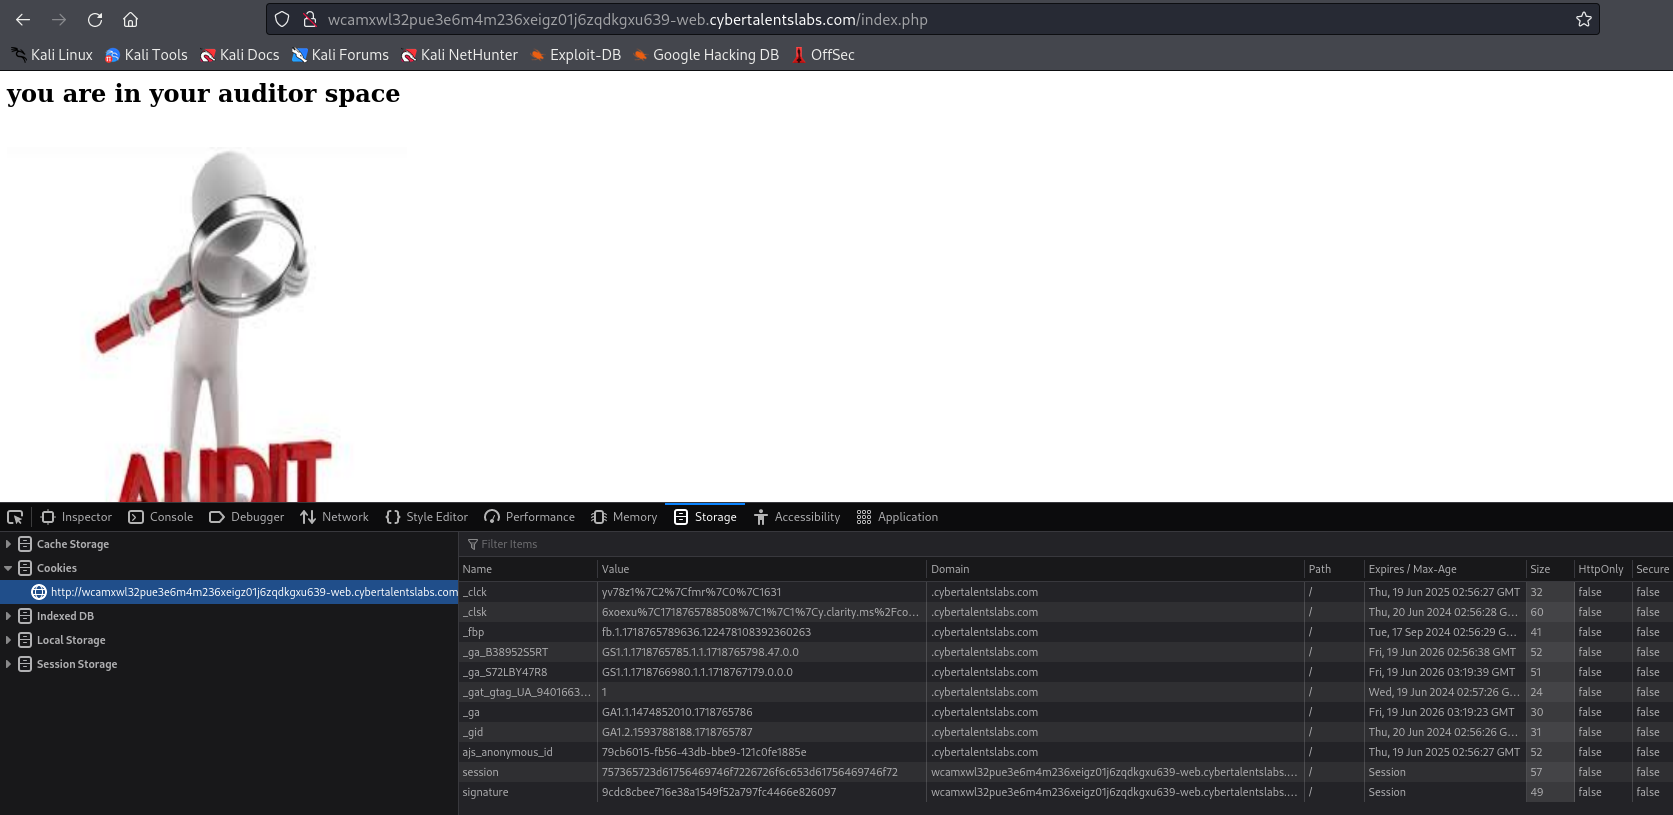 wcamxwl32pue3e6m4m236xeigz01j6zqdkgxu639-web.cybertalentslabs.com/index.php
Kali Linux Kali Tools Kali Docs Kali Forums Kali NetHunter Exploit-DB Google Hacking DB OffSec
you are in your auditor space
AUDIT
Inspector Console Debugger Network Style Editor Performance Memory Storage Accessibility Application
Cache Storage
Cookies
http://wcamxwl32pue3e6m4m236xeigz01j6zqdkgxu639-web.cybertalentslabs.com
Indexed DB
Local Storage
Session Storage
Filter Items
Name Value Domain Path Expires / Max-Age Size HttpOnly Secure
_clck yv78z1%7C2%7Cfmr%7C0%7C1631 .cybertalentslabs.com / Thu, 19 Jun 2025 02:56:27 GMT 32 false false
_clsk 6xoexu%7C1718765788508%7C1%7C1%7Cy.clarity.ms%2Fco… .cybertalentslabs.com / Thu, 20 Jun 2024 02:56:28 G… 60 false false
_fbp fb.1.1718765789636.122478108392360263 .cybertalentslabs.com / Tue, 17 Sep 2024 02:56:29 G… 41 false false
_ga_B38952S5RT GS1.1.1718765785.1.1.1718765798.47.0.0 .cybertalentslabs.com / Fri, 19 Jun 2026 02:56:38 GMT 52 false false
_ga_S72LBY47R8 GS1.1.1718766980.1.1.1718767179.0.0.0 .cybertalentslabs.com / Fri, 19 Jun 2026 03:19:39 GMT 51 false false
_gat_gtag_UA_9401663… 1 .cybertalentslabs.com / Wed, 19 Jun 2024 02:57:26 G… 24 false false
_ga GA1.1.1474852010.1718765786 .cybertalentslabs.com / Fri, 19 Jun 2026 03:19:23 GMT 30 false false
_gid GA1.2.1593788188.1718765787 .cybertalentslabs.com / Thu, 20 Jun 2024 02:56:26 G… 31 false false
ajs_anonymous_id 79cb6015-fb56-43db-bbe9-121c0fe1885e .cybertalentslabs.com / Thu, 19 Jun 2025 02:56:27 GMT 52 false false
session 757365723d61756469746f7226726f6c653d61756469746f72 wcamxwl32pue3e6m4m236xeigz01j6zqdkgxu639-web.cybertalentslabs.… / Session 57 false false
signature 9cdc8cbee716e38a1549f52a797fc4466e826097 wcamxwl32pue3e6m4m236xeigz01j6zqdkgxu639-web.cybertalentslabs.… / Session 49 false false